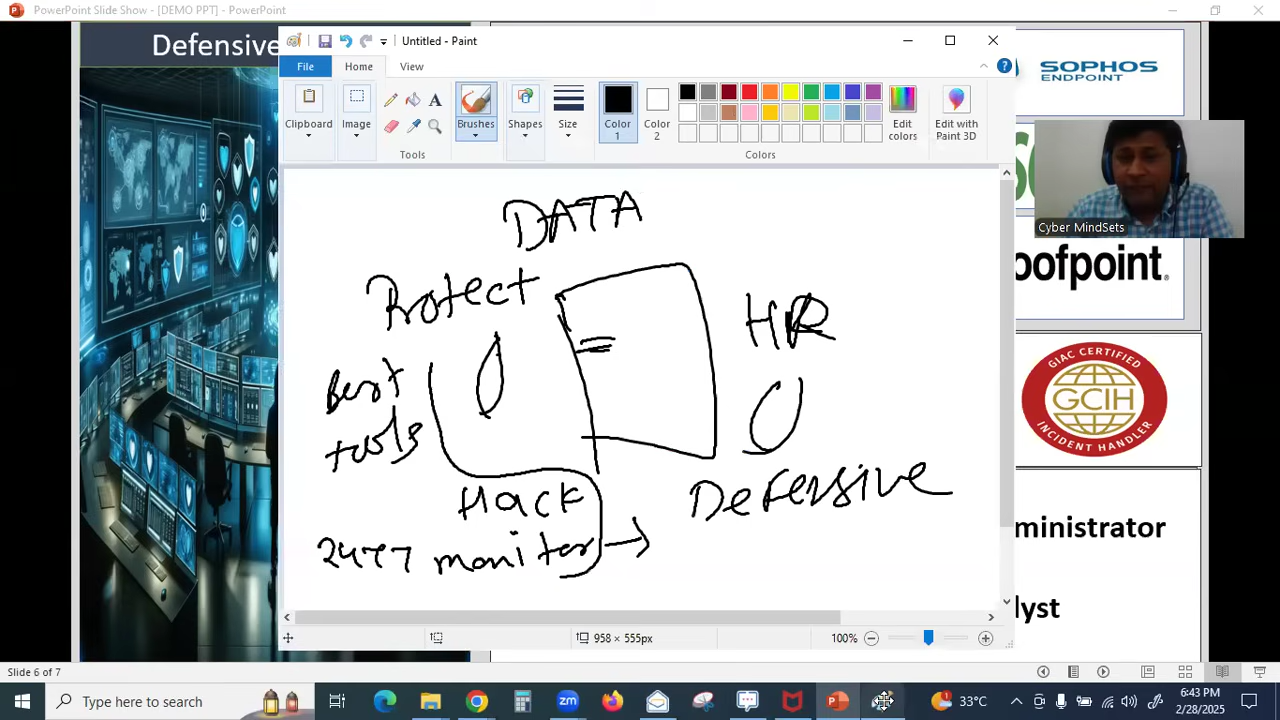 PowerPoint Slide Show - [DEMO PPT] - PowerPoint
Defensive
Untitled - Paint
File
Home
View
Clipboard
Image
Tools
Brushes
Shapes
Size
Color
1
Color
2
Edit
colors
Edit with
Paint 3D
Colors
SOPHOS
ENDPOINT
Cyber MindSets
oofpoint
DATA
Protect
HR
Best
tools
Hack
Defensive
24*7 monitor
GIAC CERTIFIED
GCIH
INCIDENT HANDLER
ministrator
lyst
958 × 555px
100%
Slide 6 of 7
Type here to search
zm
33°C
6:43 PM
2/28/2025